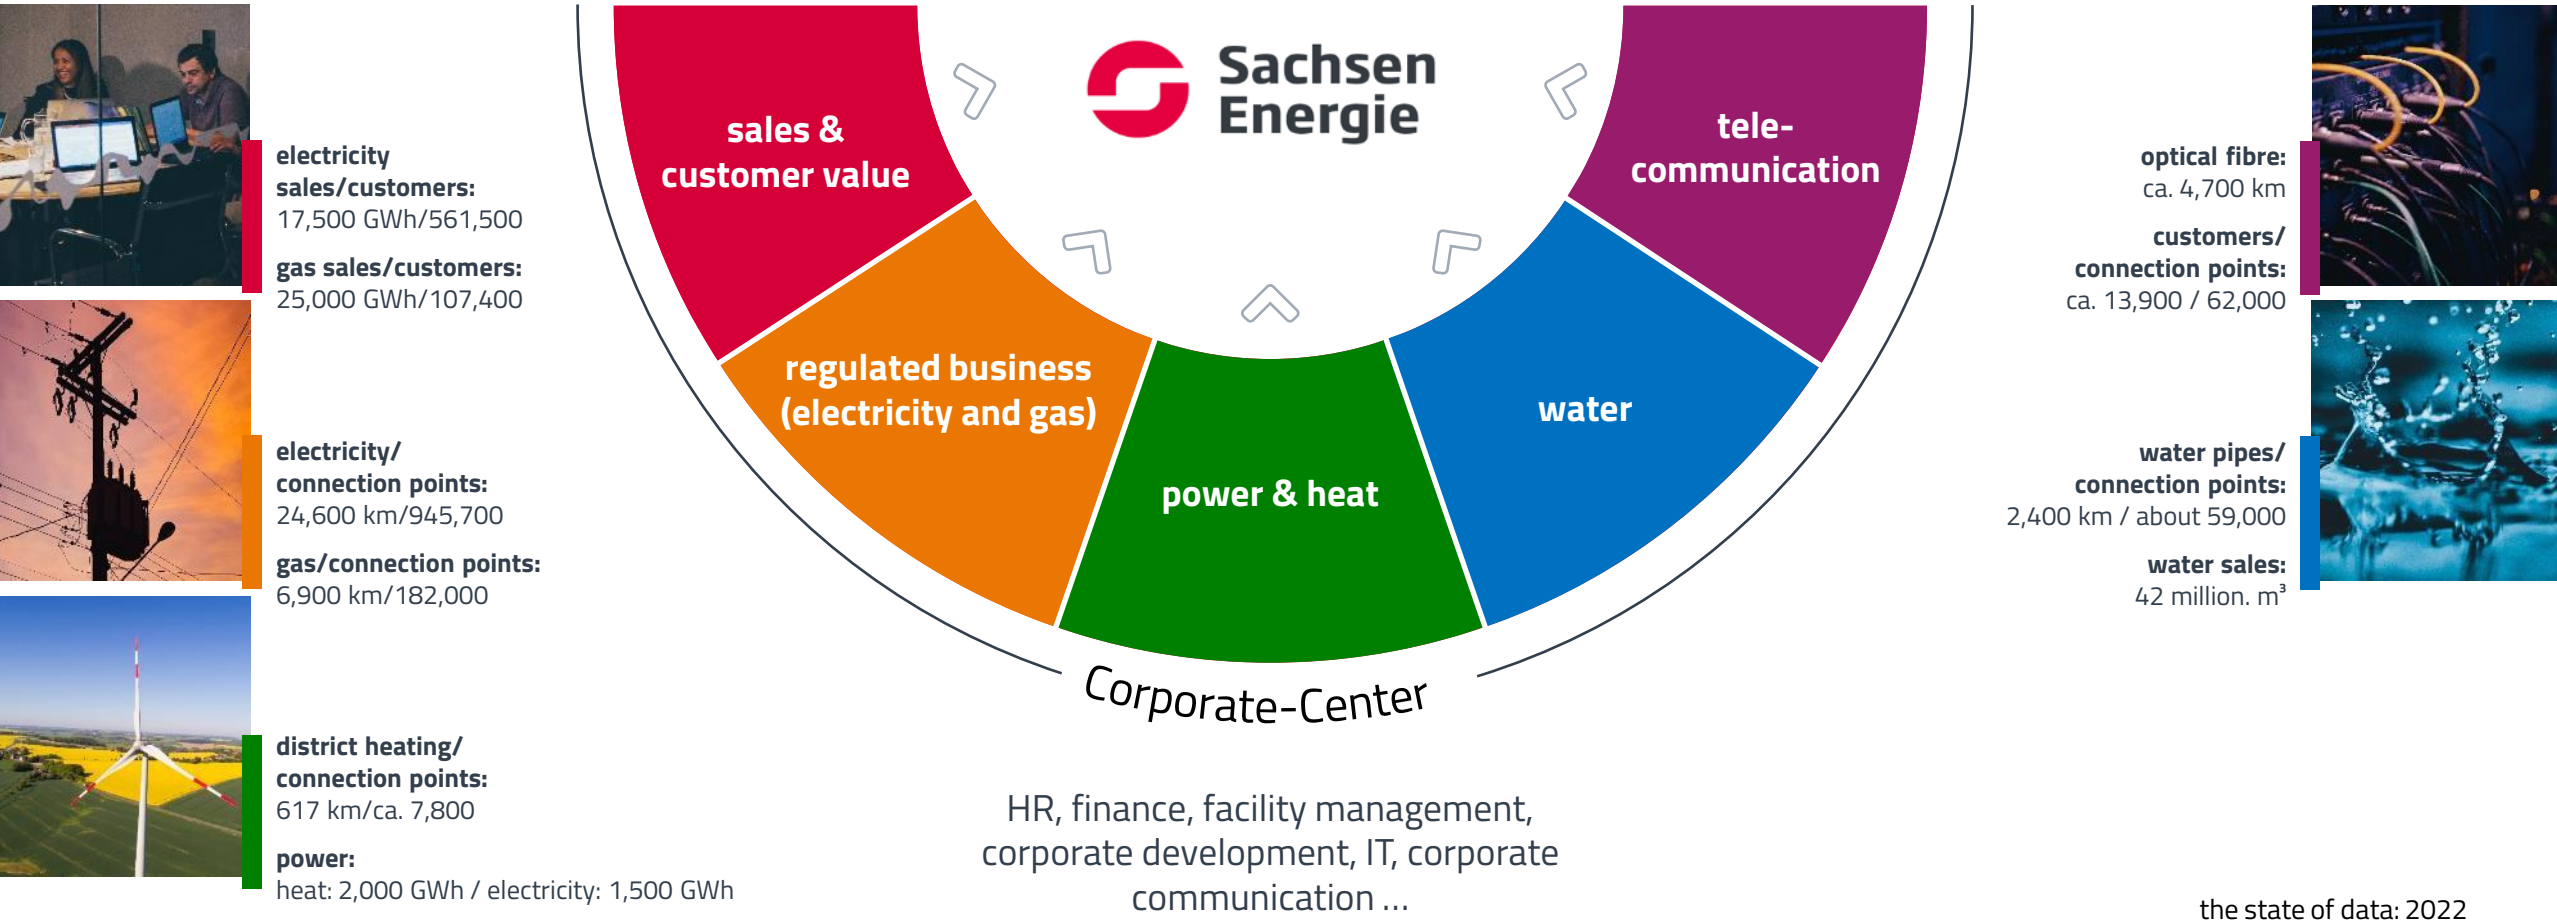 Sachsen
Energie
sales &
customer value
regulated business
(electricity and gas)
power & heat
water
tele-
communication
Corporate-Center
HR, finance, facility management,
corporate development, IT, corporate
communication ...
electricity
sales/customers:
17,500 GWh/561,500
gas sales/customers:
25,000 GWh/107,400
electricity/
connection points:
24,600 km/945,700
gas/connection points:
6,900 km/182,000
district heating/
connection points:
617 km/ca. 7,800
power:
heat: 2,000 GWh / electricity: 1,500 GWh
optical fibre:
ca. 4,700 km
customers/
connection points:
ca. 13,900 / 62,000
water pipes/
connection points:
2,400 km / about 59,000
water sales:
42 million. m³
the state of data: 2022